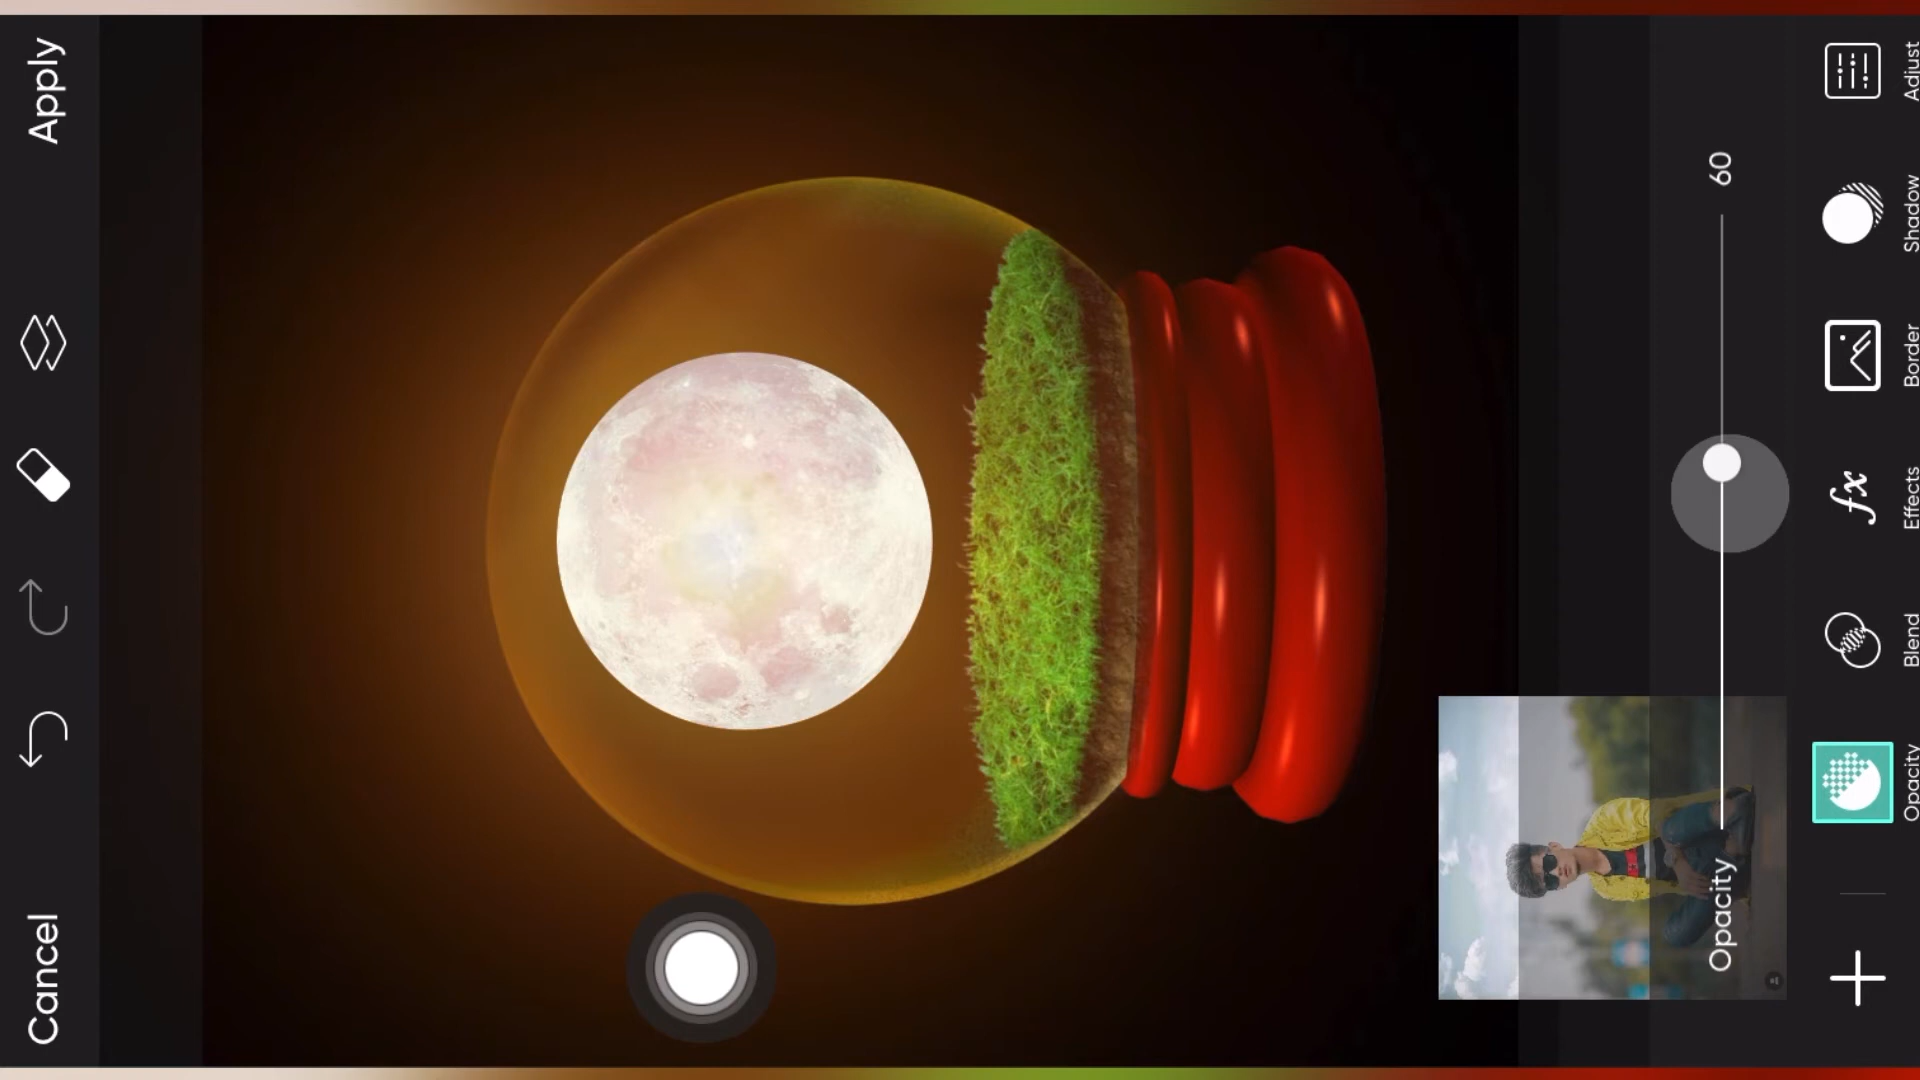 Cancel
Apply
Opacity
60
Opacity
Blend
Effects
Border
Shadow
Adjust